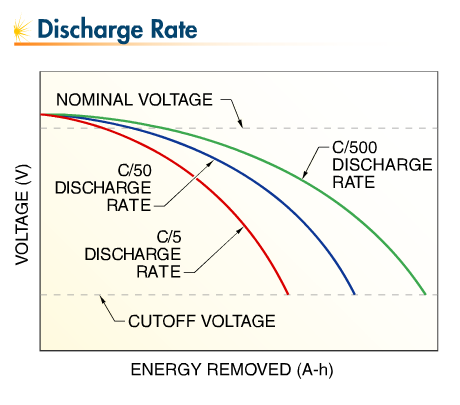 Discharge Rate
NOMINAL VOLTAGE
C/500
DISCHARGE
RATE
C/50
DISCHARGE
RATE
C/5
DISCHARGE
RATE
CUTOFF VOLTAGE
VOLTAGE (V)
ENERGY REMOVED (A-h)